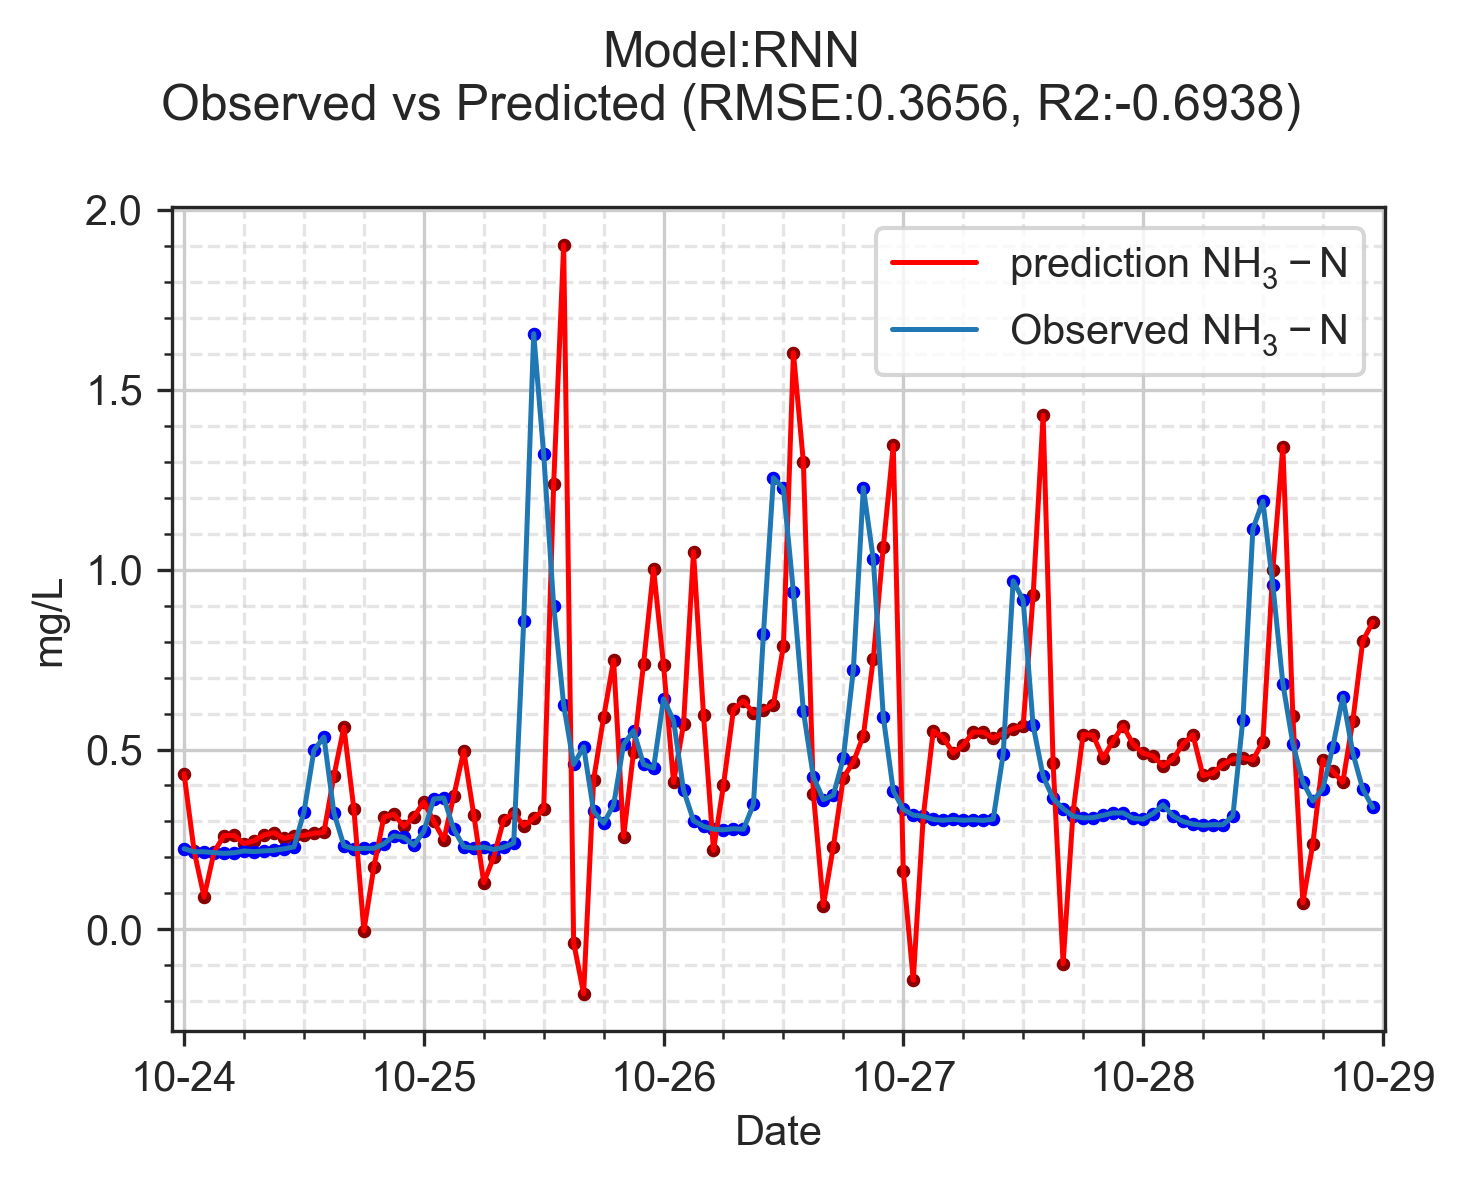 Model:RNN
Observed vs Predicted (RMSE:0.3656, R2:-0.6938)
2.0
1.5
1.0
0.5
0.0
mg/L
prediction NH₃ − N
Observed NH₃ − N
10-24 10-25 10-26 10-27 10-28 10-29
Date